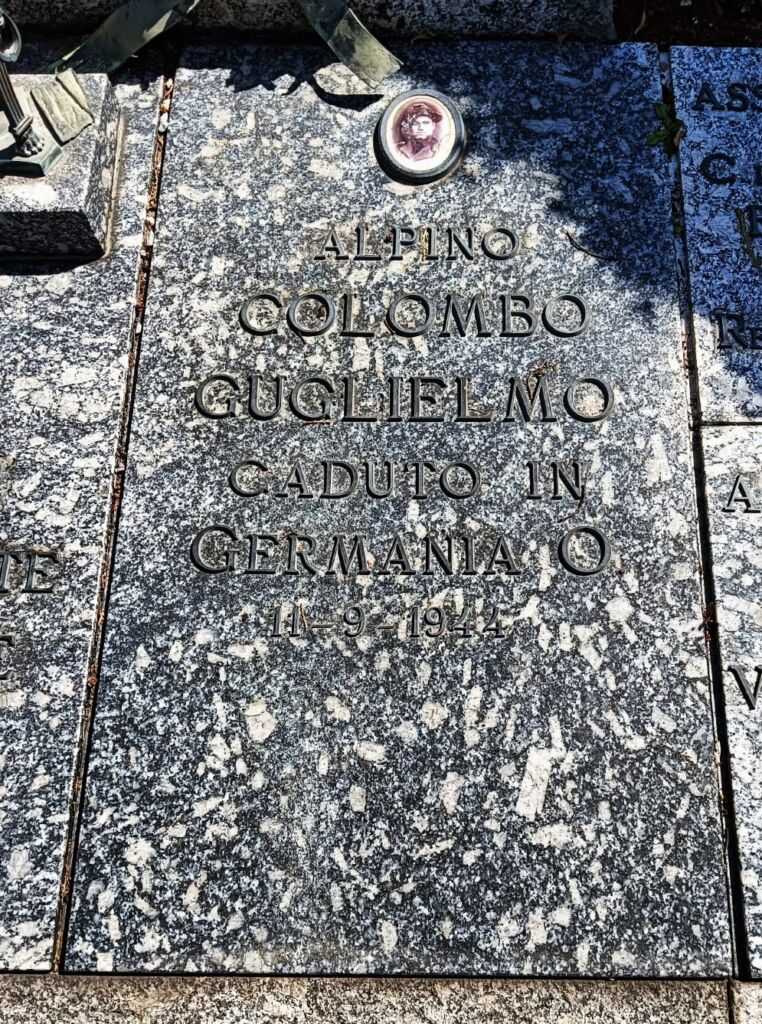 ALPINO
COLOMBO
GUGLIELMO
CADUTO IN
GERMANIA O
11-9-1944